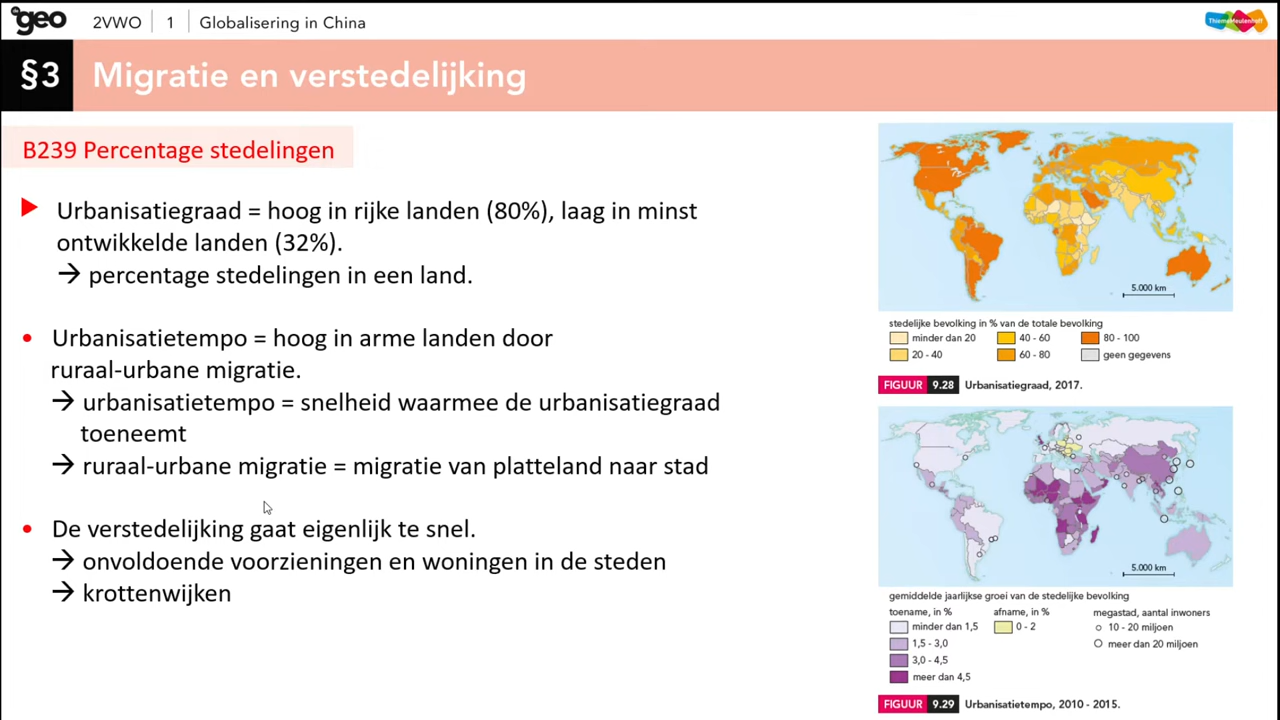 de geo 2VWO 1 Globalisering in China
ThiemeMeulenhoff
§3 Migratie en verstedelijking
B239 Percentage stedelingen
Urbanisatiegraad = hoog in rijke landen (80%), laag in minst
ontwikkelde landen (32%).
→ percentage stedelingen in een land.
• Urbanisatietempo = hoog in arme landen door
ruraal-urbane migratie.
→ urbanisatietempo = snelheid waarmee de urbanisatiegraad
toeneemt
→ ruraal-urbane migratie = migratie van platteland naar stad
• De verstedelijking gaat eigenlijk te snel.
→ onvoldoende voorzieningen en woningen in de steden
→ krottenwijken
5.000 km
stedelijke bevolking in % van de totale bevolking
minder dan 20 40 - 60 80 - 100
20 - 40 60 - 80 geen gegevens
FIGUUR 9.28 Urbanisatiegraad, 2017.
5.000 km
gemiddelde jaarlijkse groei van de stedelijke bevolking
toename, in % afname, in % megastad, aantal inwoners
minder dan 1,5 0 - 2 10 - 20 miljoen
1,5 - 3,0 meer dan 20 miljoen
3,0 - 4,5
meer dan 4,5
FIGUUR 9.29 Urbanisatietempo, 2010 - 2015.